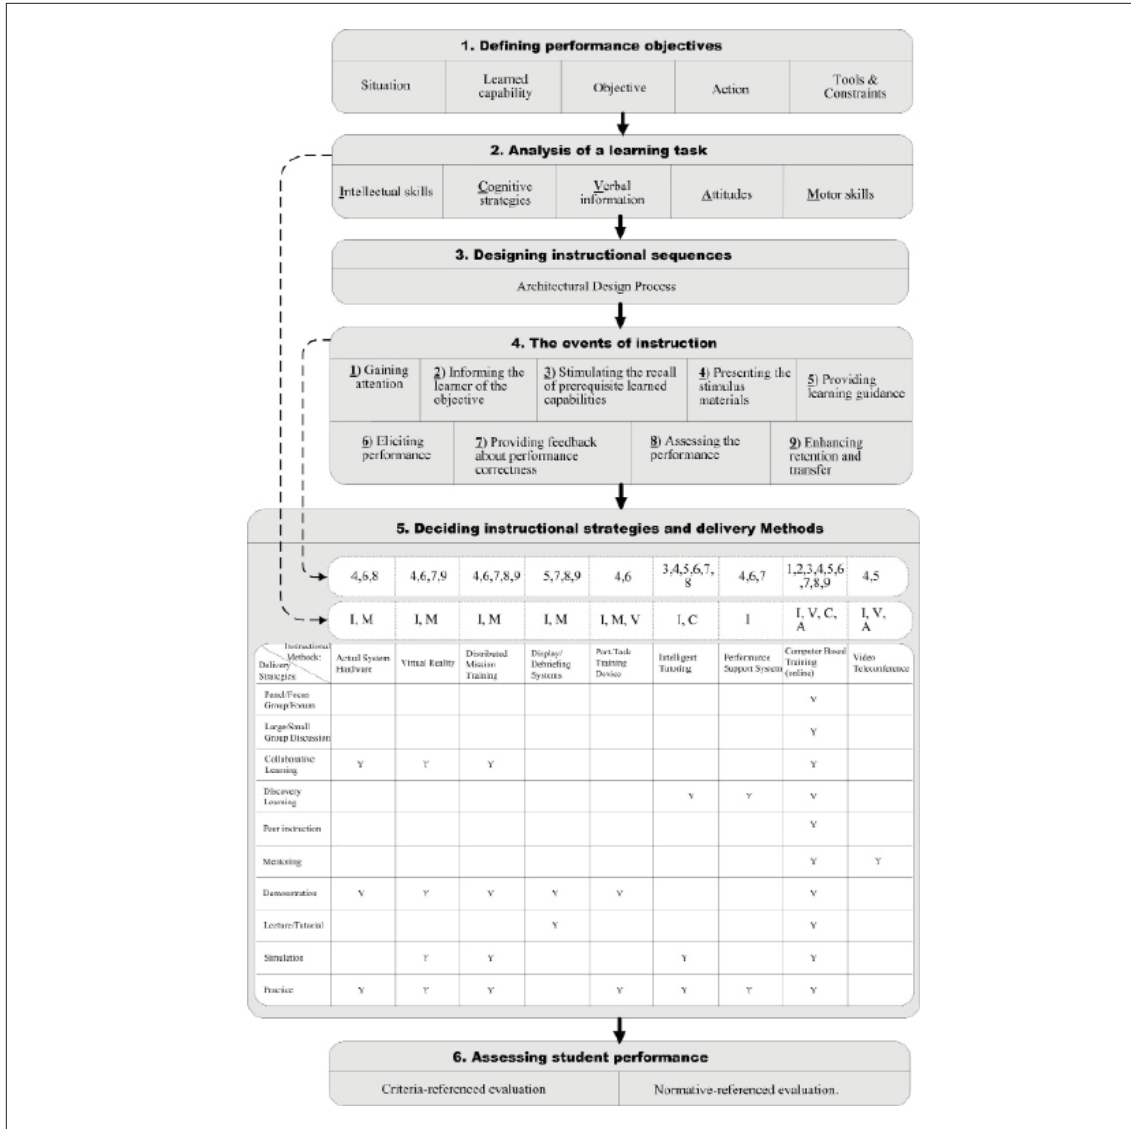 1. Defining performance objectives
Situation
Learned
capability
Objective
Action
Tools &
Constraints
2. Analysis of a learning task
Intellectual skills
Cognitive
strategies
Verbal
information
Attitudes
Motor skills
3. Designing instructional sequences
Architectural Design Process
4. The events of instruction
1) Gaining
attention
2) Informing the
learner of the
objective
3) Stimulating the recall
of prerequisite learned
capabilities
4) Presenting the
stimulus
materials
5) Providing
learning guidance
6) Eliciting
performance
7) Providing feedback
about performance
correctness
8) Assessing the
performance
9) Enhancing
retention and
transfer
5. Deciding instructional strategies and delivery Methods
4,6,8
4,6,7,9
4,6,7,8,9
5,7,8,9
4,6
3,4,5,6,7,
8
4,6,7
1,2,3,4,5,6
,7,8,9
4,5
I, M
I, M
I, M
I, M
I, M, V
I, C
I
I, V, C,
A
I, V,
A
Instructional
Methods:
Delivery
Strategies:
Actual System
Hardware
Virtual Reality
Distributed
Mission
Training
Display/
Debriefing
Systems
Part-Task
Training
Device
Intelligent
Tutoring
Performance
Support System
Computer Based
Training
(online)
Video
Teleconference
Panel/Focus
Group/Forum
Y
Large/Small
Group Discussion
Y
Collaborative
Learning
Y Y Y Y
Discovery
Learning
Y Y Y
Peer instruction
Y
Mentoring
Y Y
Demonstration
Y Y Y Y Y Y
Lecture/Tutorial
Y Y
Simulation
Y Y Y Y
Practice
Y Y Y Y Y Y Y
6. Assessing student performance
Criteria-referenced evaluation
Normative-referenced evaluation.